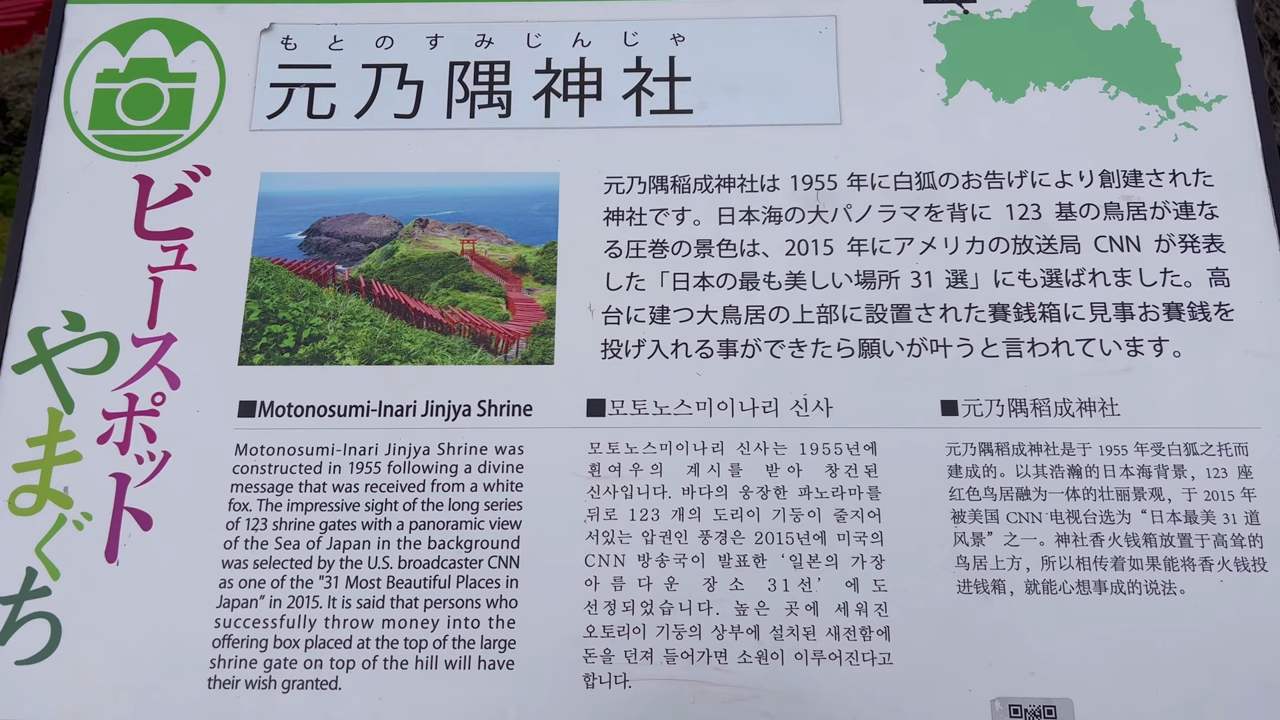 もとのすみじんじゃ
元乃隅神社
ビュースポット
やまぐち
元乃隅稲成神社は 1955 年に白狐のお告げにより創建された
神社です。日本海の大パノラマを背に 123 基の鳥居が連な
る圧巻の景色は、2015 年にアメリカの放送局 CNN が発表
した「日本の最も美しい場所 31 選」にも選ばれました。高
台に建つ大鳥居の上部に設置された賽銭箱に見事お賽銭を
投げ入れる事ができたら願いが叶うと言われています。
■Motonosumi-Inari Jinjya Shrine
Motonosumi-Inari Jinjya Shrine was
constructed in 1955 following a divine
message that was received from a white
fox. The impressive sight of the long series
of 123 shrine gates with a panoramic view
of the Sea of Japan in the background
was selected by the U.S. broadcaster CNN
as one of the "31 Most Beautiful Places in
Japan" in 2015. It is said that persons who
successfully throw money into the
offering box placed at the top of the large
shrine gate on top of the hill will have
their wish granted.
■모토노스미이나리 신사
모토노스미이나리 신사는 1955년에
흰여우의 계시를 받아 창건된
신사입니다. 바다의 웅장한 파노라마를
뒤로 123 개의 도리이 기둥이 줄지어
서있는 압권인 풍경은 2015년에 미국의
CNN 방송국이 발표한 ‘일본의 가장
아름다운 장소 31선’ 에도
선정되었습니다. 높은 곳에 세워진
오토리이 기둥의 상부에 설치된 새전함에
돈을 던져 들어가면 소원이 이루어진다고
합니다.
■元乃隅稻成神社
元乃隅稻成神社是于 1955 年受白狐之托而
建成的。以其浩瀚的日本海背景，123 座
红色鸟居融为一体的壮丽景观，于 2015 年
被美国 CNN 电视台选为“日本最美 31 道
风景”之一。神社香火钱箱放置于高耸的
鸟居上方，所以相传着如果能将香火钱投
进钱箱，就能心想事成的说法。